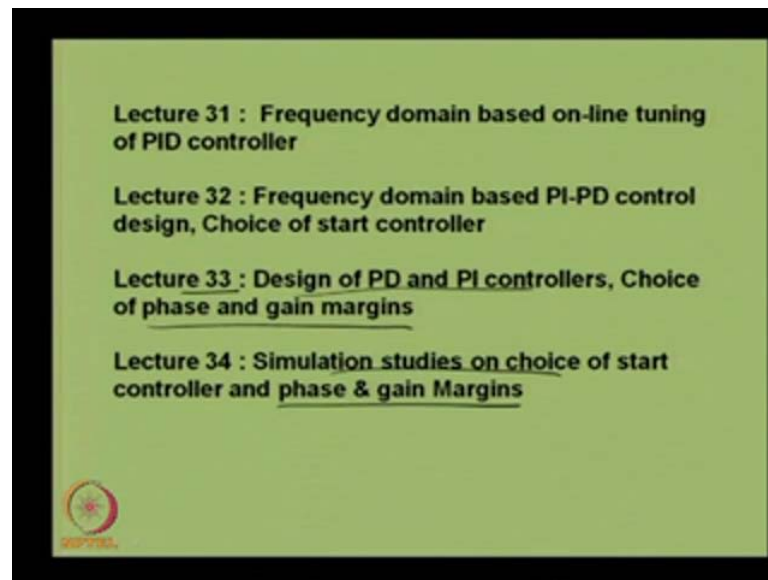 Lecture 31 : Frequency domain based on-line tuning
of PID controller
Lecture 32 : Frequency domain based PI-PD control
design, Choice of start controller
Lecture 33 : Design of PD and PI controllers, Choice
of phase and gain margins
Lecture 34 : Simulation studies on choice of start
controller and phase & gain Margins
NPTEL